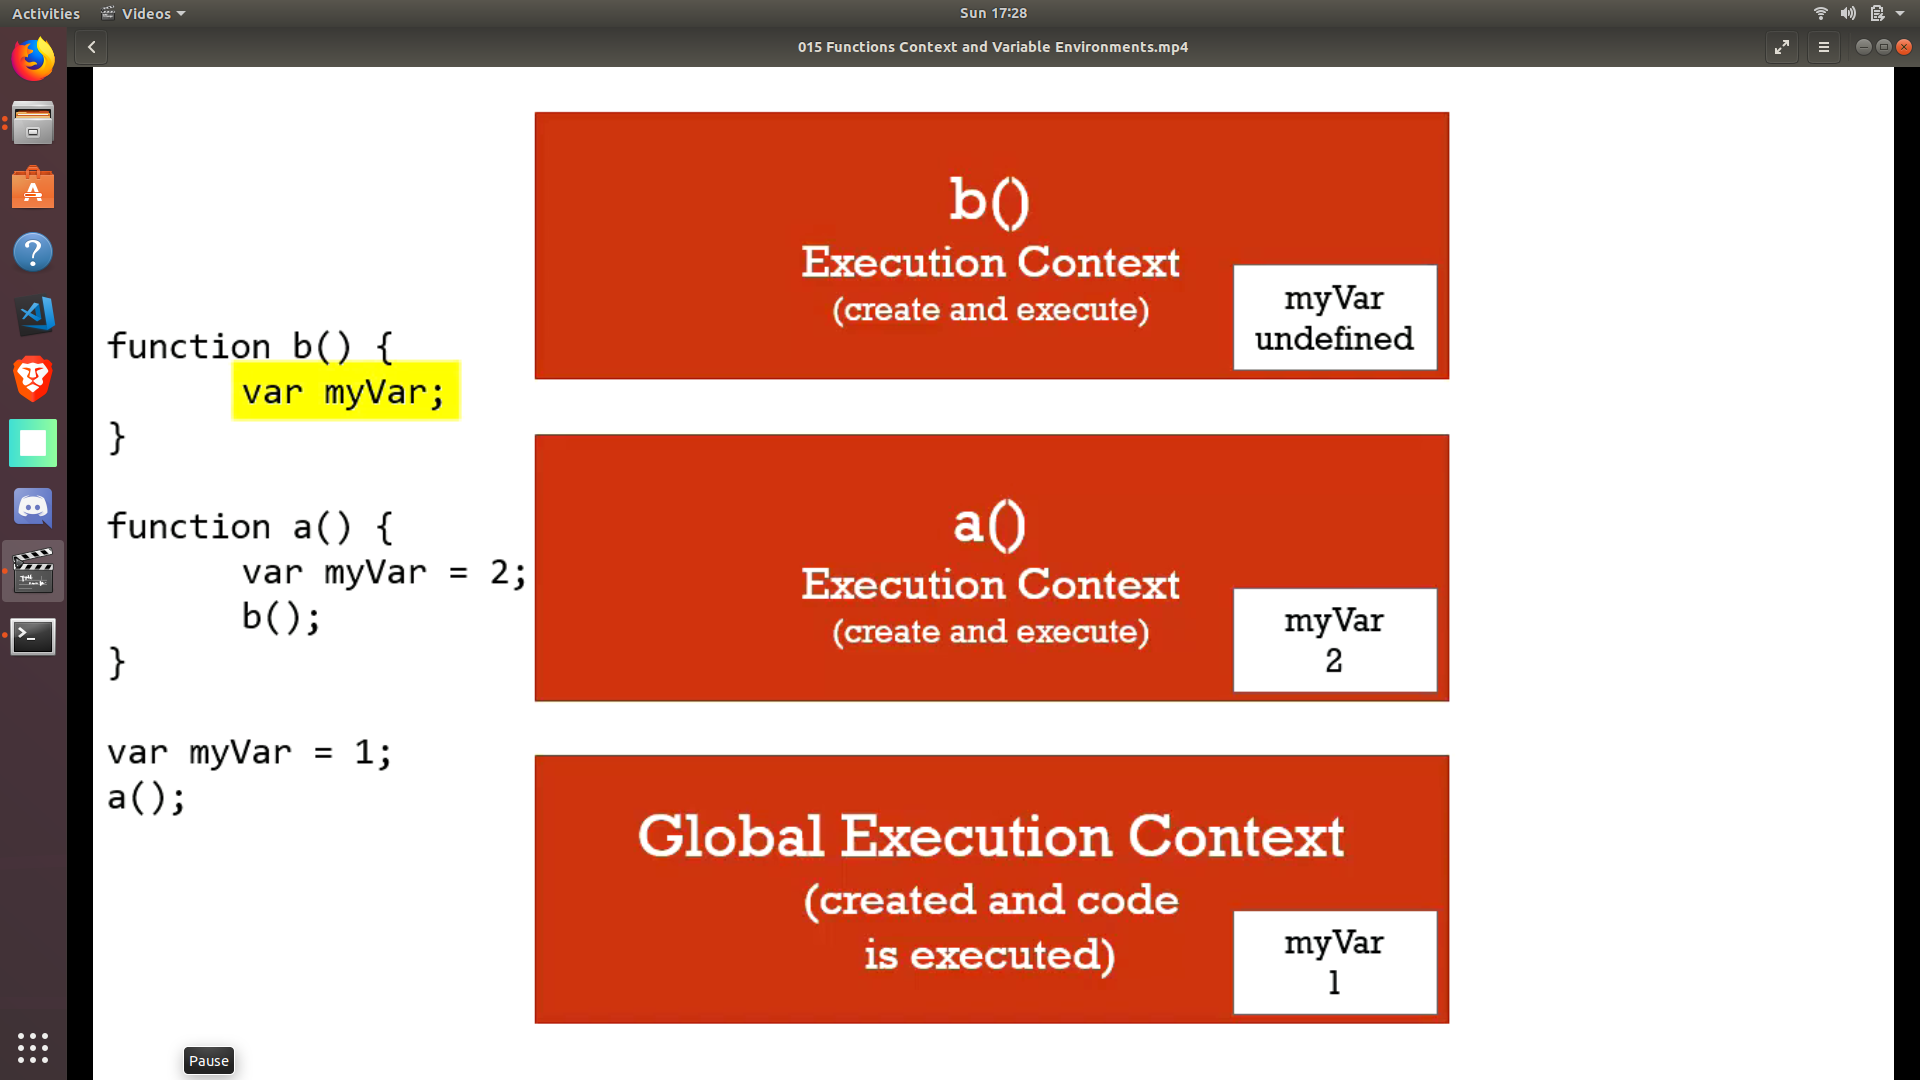 Activities
Videos
Sun 17:28
015 Functions Context and Variable Environments.mp4
function b() {
var myVar;
}
function a() {
var myVar = 2;
b();
}
var myVar = 1;
a();
b()
Execution Context
(create and execute)
myVar
undefined
a()
Execution Context
(create and execute)
myVar
2
Global Execution Context
(created and code
is executed)
myVar
1
Pause